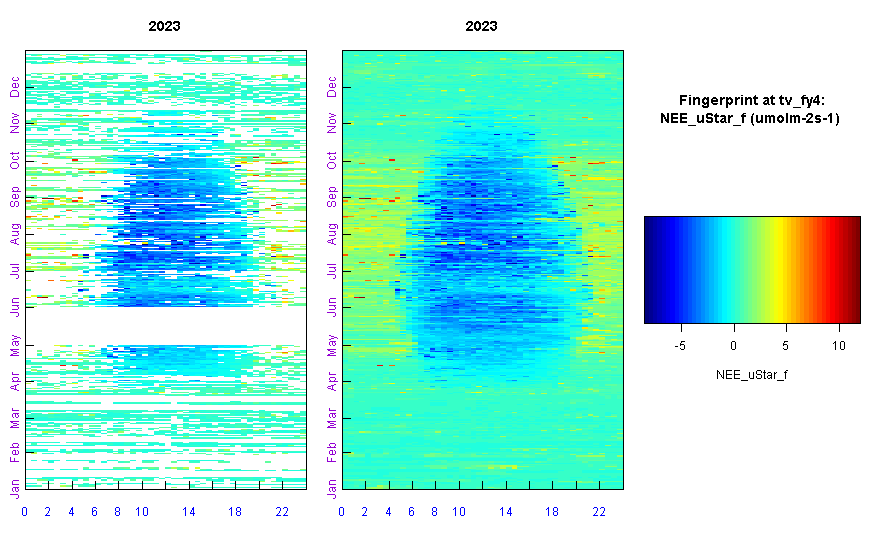 2023
2023
Fingerprint at tv_fy4:
NEE_uStar_f (umolm-2s-1)
Dec
Nov
Oct
Sep
Aug
Jul
Jun
May
Apr
Mar
Feb
Jan
Dec
Nov
Oct
Sep
Aug
Jul
Jun
May
Apr
Mar
Feb
Jan
-5 0 5 10
NEE_uStar_f
0 2 4 6 8 10 14 18 22
0 2 4 6 8 10 14 18 22